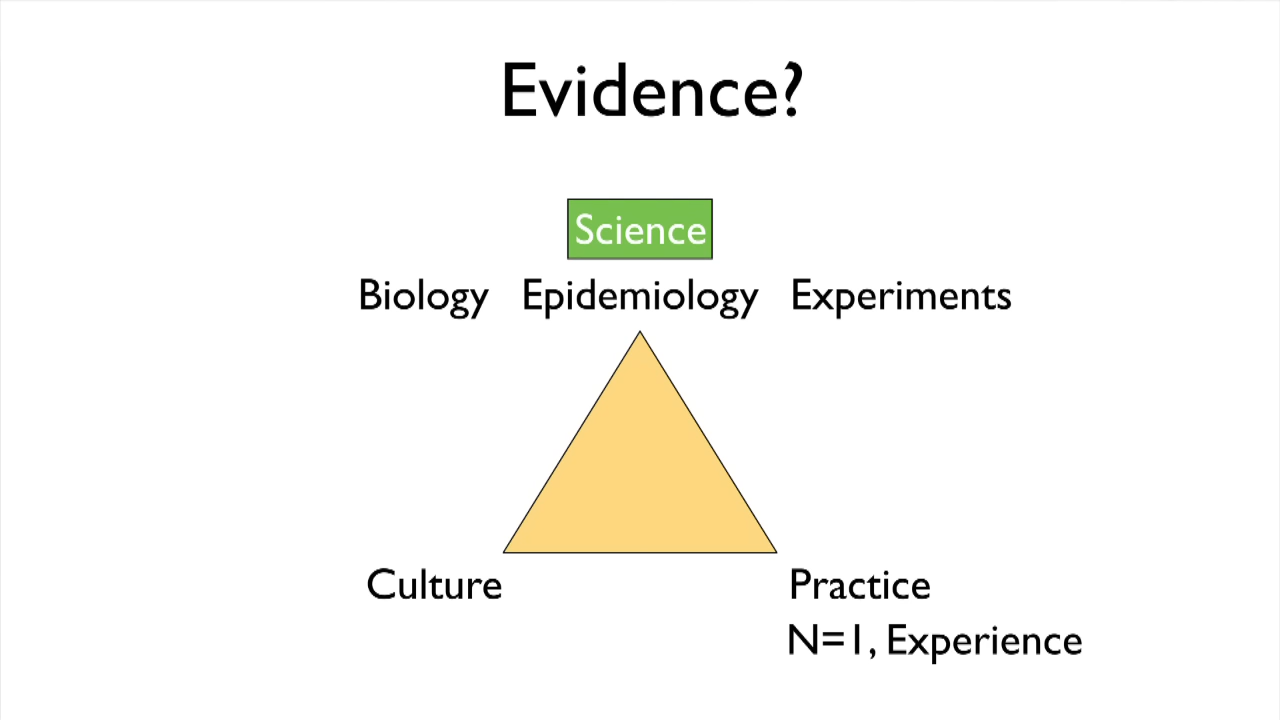 Evidence?
Science
Biology Epidemiology Experiments
Culture
Practice
N=1, Experience